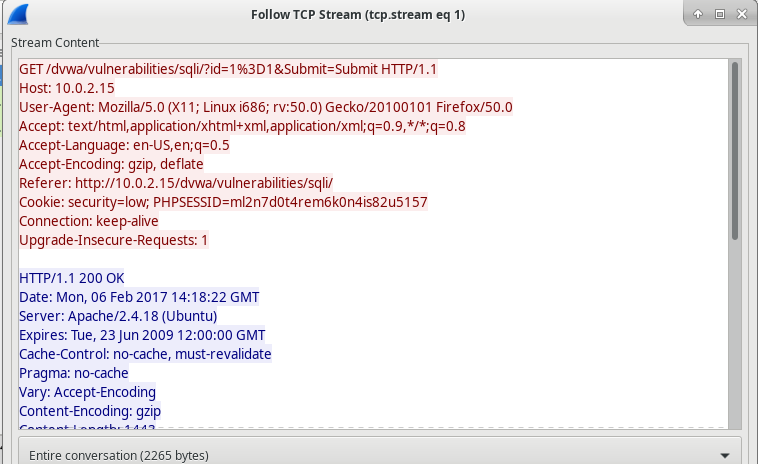 Follow TCP Stream (tcp.stream eq 1)
Stream Content
GET /dvwa/vulnerabilities/sqli/?id=1%3D1&Submit=Submit HTTP/1.1
Host: 10.0.2.15
User-Agent: Mozilla/5.0 (X11; Linux i686; rv:50.0) Gecko/20100101 Firefox/50.0
Accept: text/html,application/xhtml+xml,application/xml;q=0.9,*/*;q=0.8
Accept-Language: en-US,en;q=0.5
Accept-Encoding: gzip, deflate
Referer: http://10.0.2.15/dvwa/vulnerabilities/sqli/
Cookie: security=low; PHPSESSID=ml2n7d0t4rem6k0n4is82u5157
Connection: keep-alive
Upgrade-Insecure-Requests: 1
HTTP/1.1 200 OK
Date: Mon, 06 Feb 2017 14:18:22 GMT
Server: Apache/2.4.18 (Ubuntu)
Expires: Tue, 23 Jun 2009 12:00:00 GMT
Cache-Control: no-cache, must-revalidate
Pragma: no-cache
Vary: Accept-Encoding
Content-Encoding: gzip
Content-Length: 1443
Entire conversation (2265 bytes)